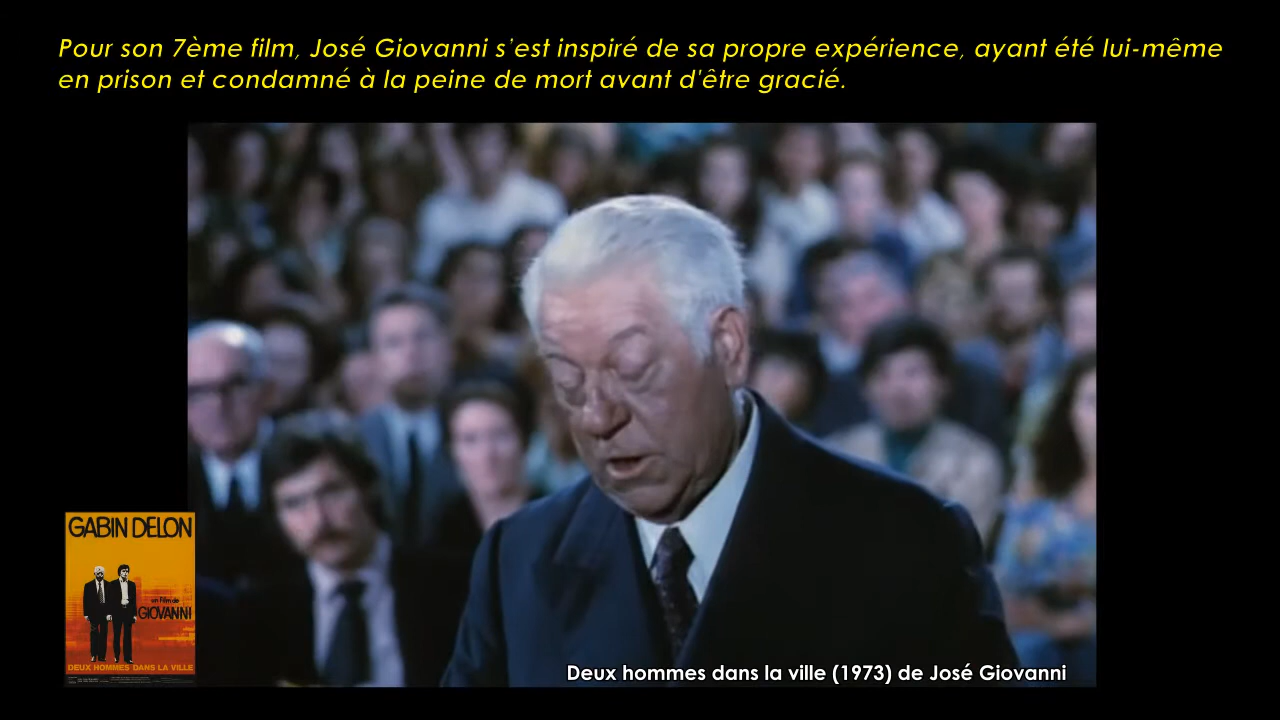 Pour son 7ème film, José Giovanni s'est inspiré de sa propre expérience, ayant été lui-même
en prison et condamné à la peine de mort avant d'être gracié.
GABIN DELON
un film de
GIOVANNI
DEUX HOMMES DANS LA VILLE
Deux hommes dans la ville (1973) de José Giovanni